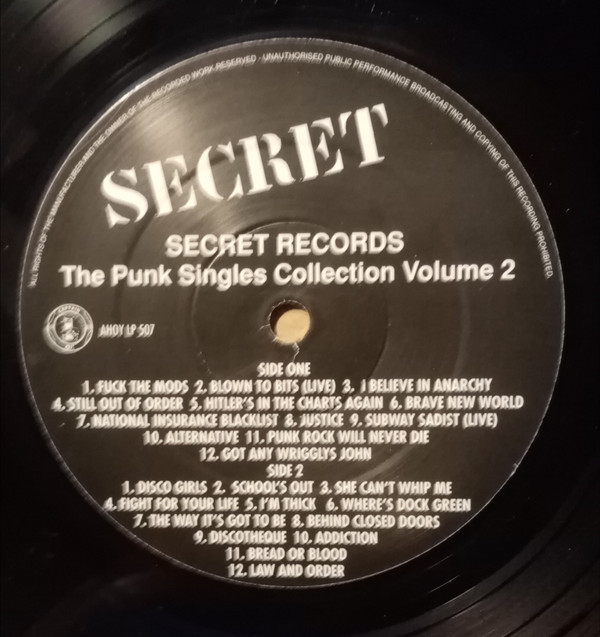 ALL RIGHTS OF THE MANUFACTURER AND THE OWNER OF THE RECORDED WORK RESERVED · UNAUTHORISED PUBLIC PERFORMANCE BROADCASTING AND COPYING OF THIS RECORDING PROHIBITED.
SECRET
SECRET RECORDS
The Punk Singles Collection Volume 2
AHOY LP 507
SIDE ONE
1. FUCK THE MODS 2. BLOWN TO BITS (LIVE) 3. I BELIEVE IN ANARCHY
4. STILL OUT OF ORDER 5. HITLER'S IN THE CHARTS AGAIN 6. BRAVE NEW WORLD
7. NATIONAL INSURANCE BLACKLIST 8. JUSTICE 9. SUBWAY SADIST (LIVE)
10. ALTERNATIVE 11. PUNK ROCK WILL NEVER DIE
12. GOT ANY WRIGGLYS JOHN
SIDE 2
1. DISCO GIRLS 2. SCHOOL'S OUT 3. SHE CAN'T WHIP ME
4. FIGHT FOR YOUR LIFE 5. I'M THICK 6. WHERE'S DOCK GREEN
7. THE WAY IT'S GOT TO BE 8. BEHIND CLOSED DOORS
9. DISCOTHEQUE 10. ADDICTION
11. BREAD OR BLOOD
12. LAW AND ORDER